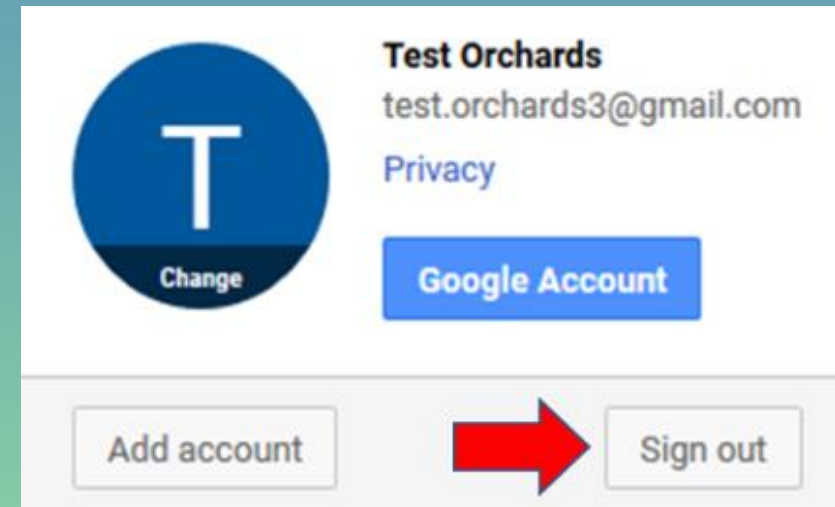 T
Change
Test Orchards
test.orchards3@gmail.com
Privacy
Google Account
Add account
Sign out